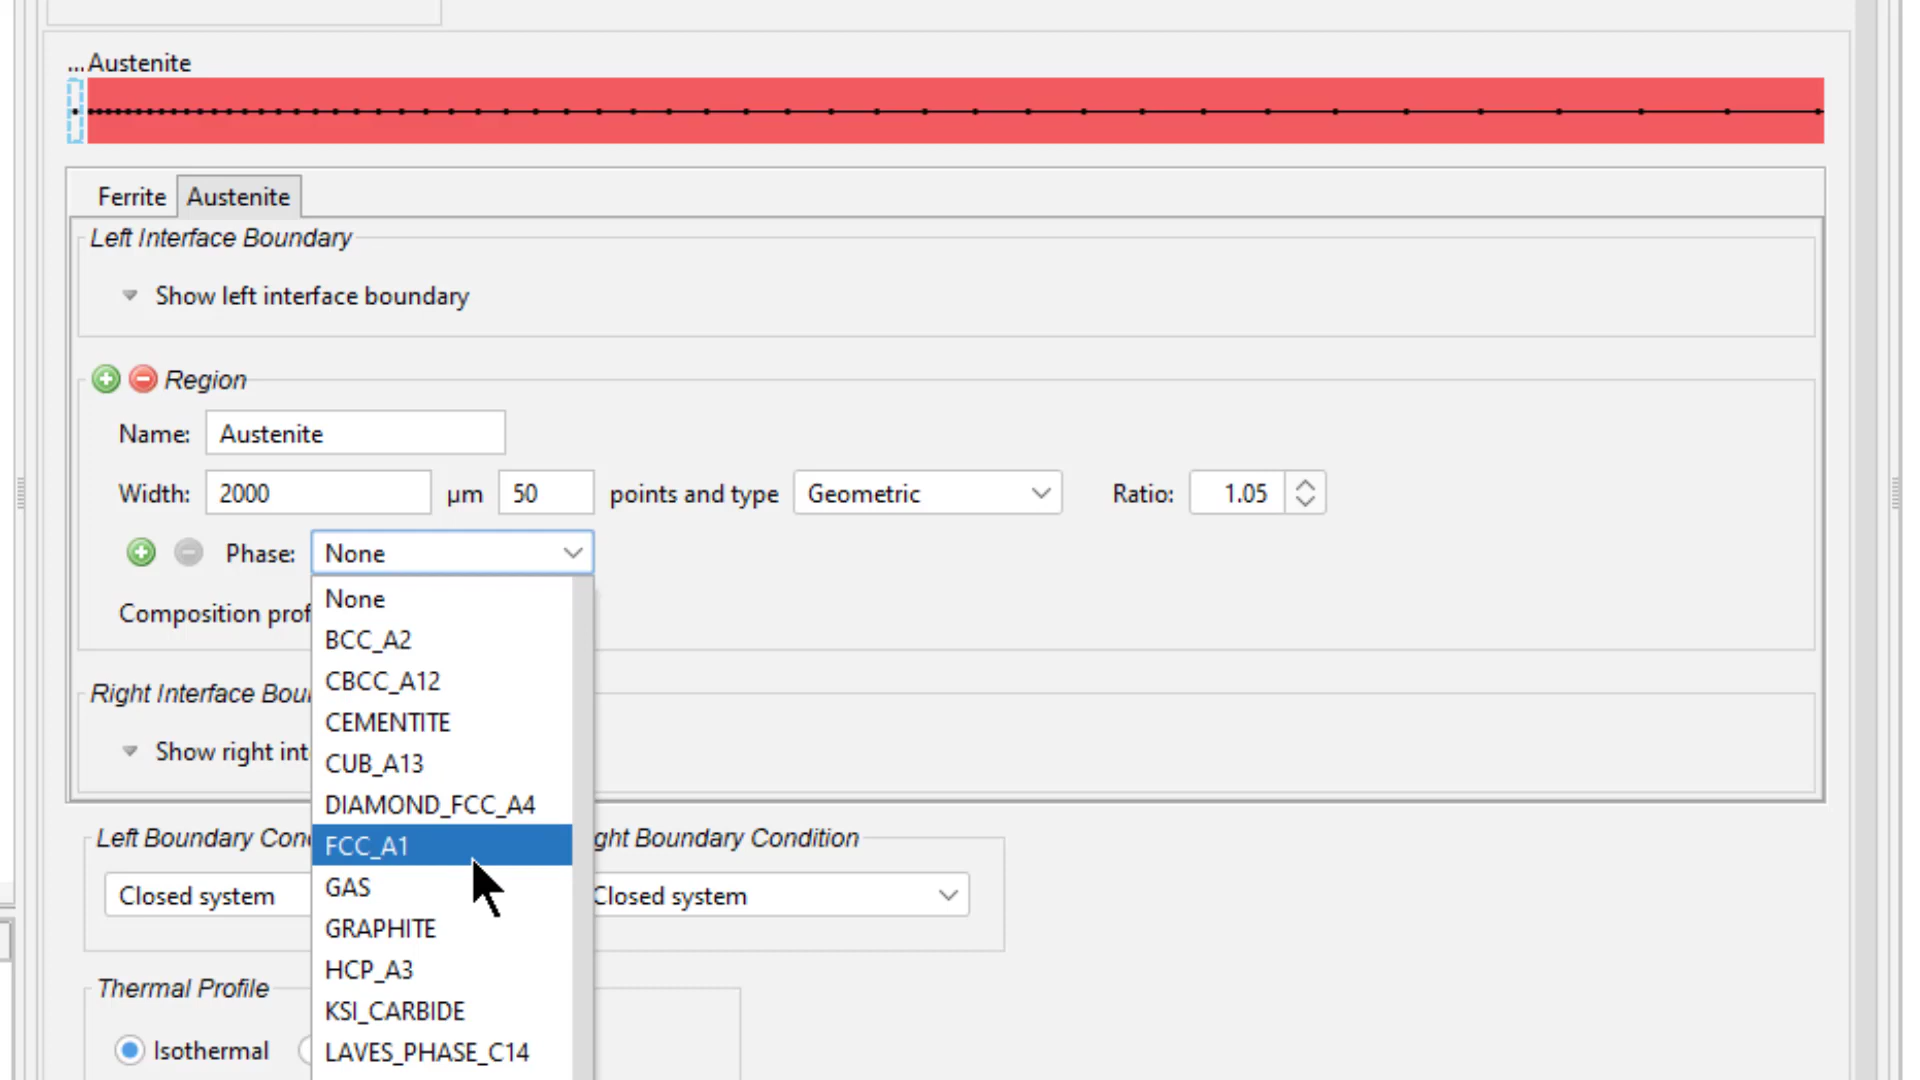 ... Austenite
Ferrite Austenite
Left Interface Boundary
Show left interface boundary
Region
Name: Austenite
Width: 2000 µm 50 points and type Geometric Ratio: 1.05
Phase: None
None
BCC_A2
Composition prof
CBCC_A12
Right Interface Bou
CEMENTITE
Show right int
CUB_A13
DIAMOND_FCC_A4
Left Boundary Con
FCC_A1
ght Boundary Condition
Closed system
GAS
Closed system
GRAPHITE
HCP_A3
Thermal Profile
KSI_CARBIDE
Isothermal
LAVES_PHASE_C14